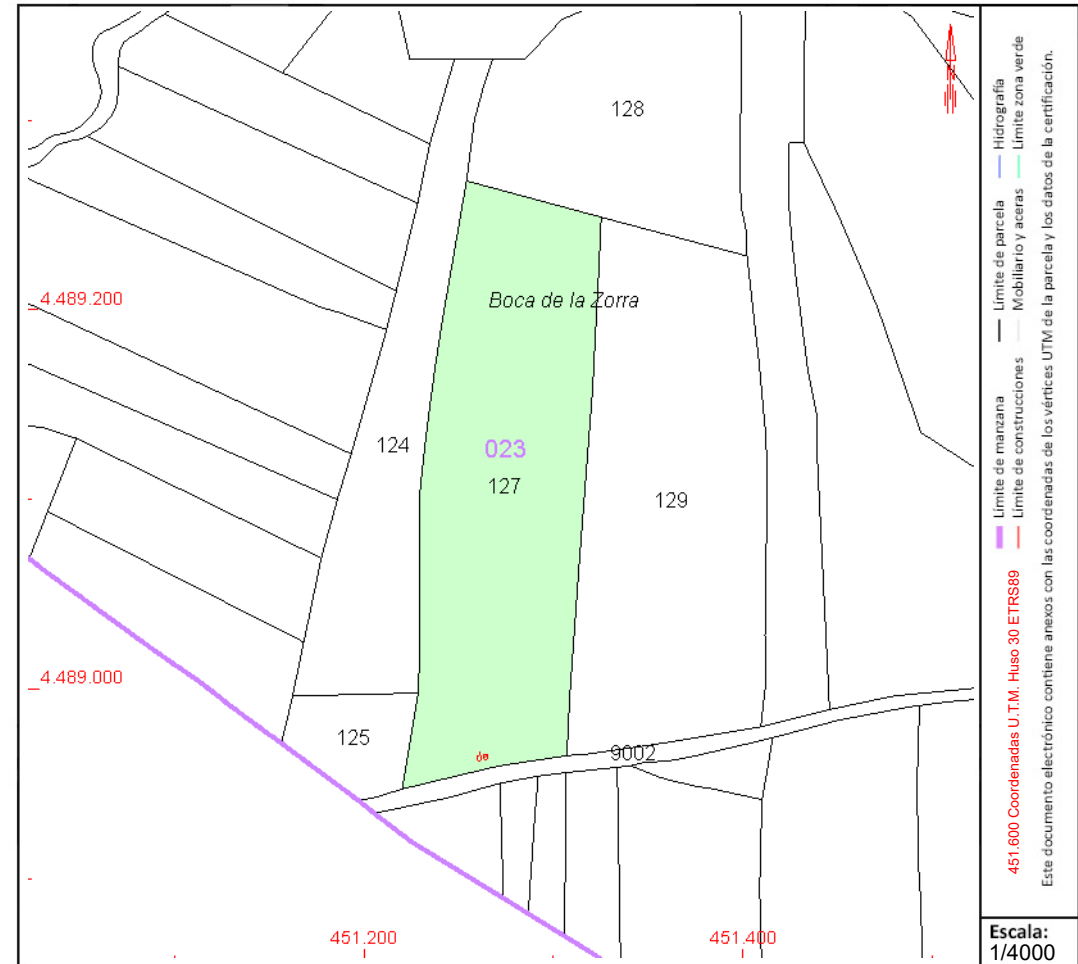 128
4.489.200
Boca de la Zorra
124
023
127
129
4.489.000
125
9002
451.200
451.400
Límite de manzana
Límite de parcela
Hidrografía
Límite de construcciones
Mobiliario y aceras
Límite zona verde
451.600 Coordenadas U.T.M. Huso 30 ETRS89
Este documento electrónico contiene anexos con las coordenadas de los vértices UTM de la parcela y los datos de la certificación.
Escala:
1/4000